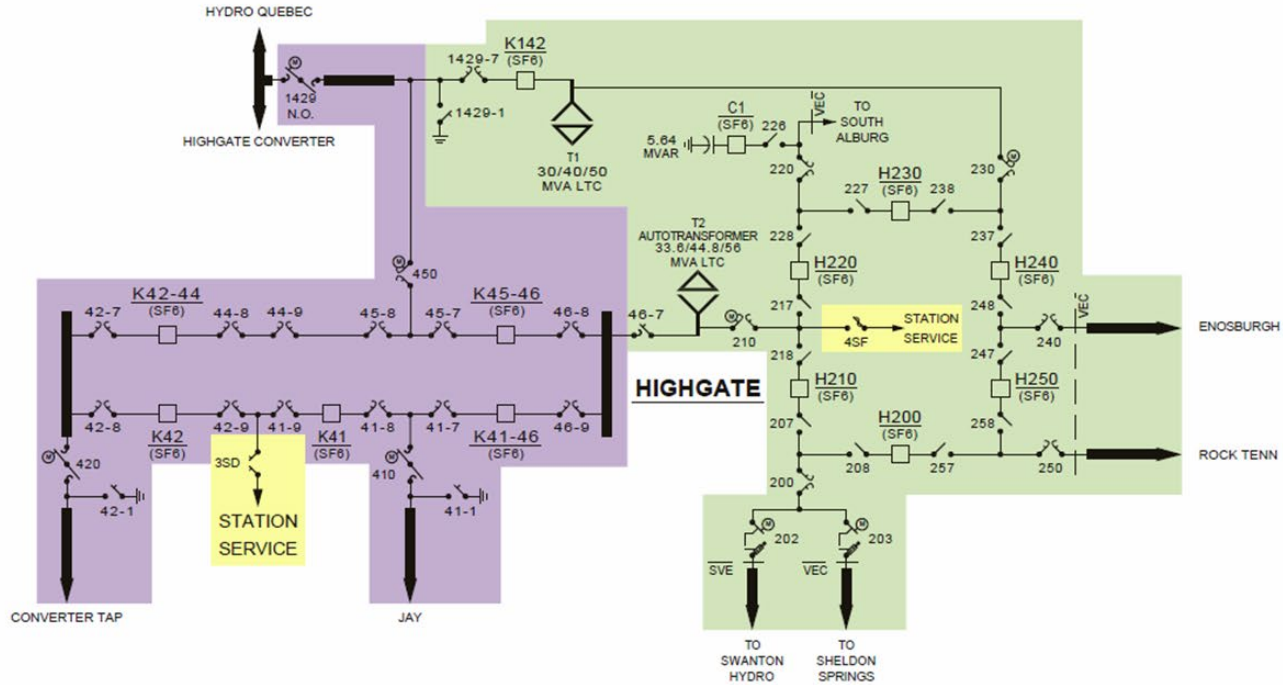 HYDRO QUEBEC
M
1429
N.O.
HIGHGATE CONVERTER
1429-7
K142
(SF6)
1429-1
T1
30/40/50
MVA LTC
C1
(SF6)
226
5.64
MVAR
VEC
TO
SOUTH
ALBURG
220
230
M
H230
(SF6)
227
238
T2
AUTOTRANSFORMER
33.6/44.8/56
MVA LTC
228
237
H220
(SF6)
H240
(SF6)
217
248
M
450
42-7
K42-44
(SF6)
44-8
44-9
45-8
45-7
K45-46
(SF6)
46-8
46-7
M
210
4SF
STATION
SERVICE
240
VEC
ENOSBURGH
HIGHGATE
218
247
H210
(SF6)
H250
(SF6)
207
258
H200
(SF6)
208
257
250
ROCK TENN
42-8
K42
(SF6)
42-9
41-9
K41
(SF6)
41-8
41-7
K41-46
(SF6)
46-9
M
420
3SD
M
410
42-1
41-1
STATION
SERVICE
200
M
202
M
203
SVE
VEC
CONVERTER TAP
JAY
TO
SWANTON
HYDRO
TO
SHELDON
SPRINGS